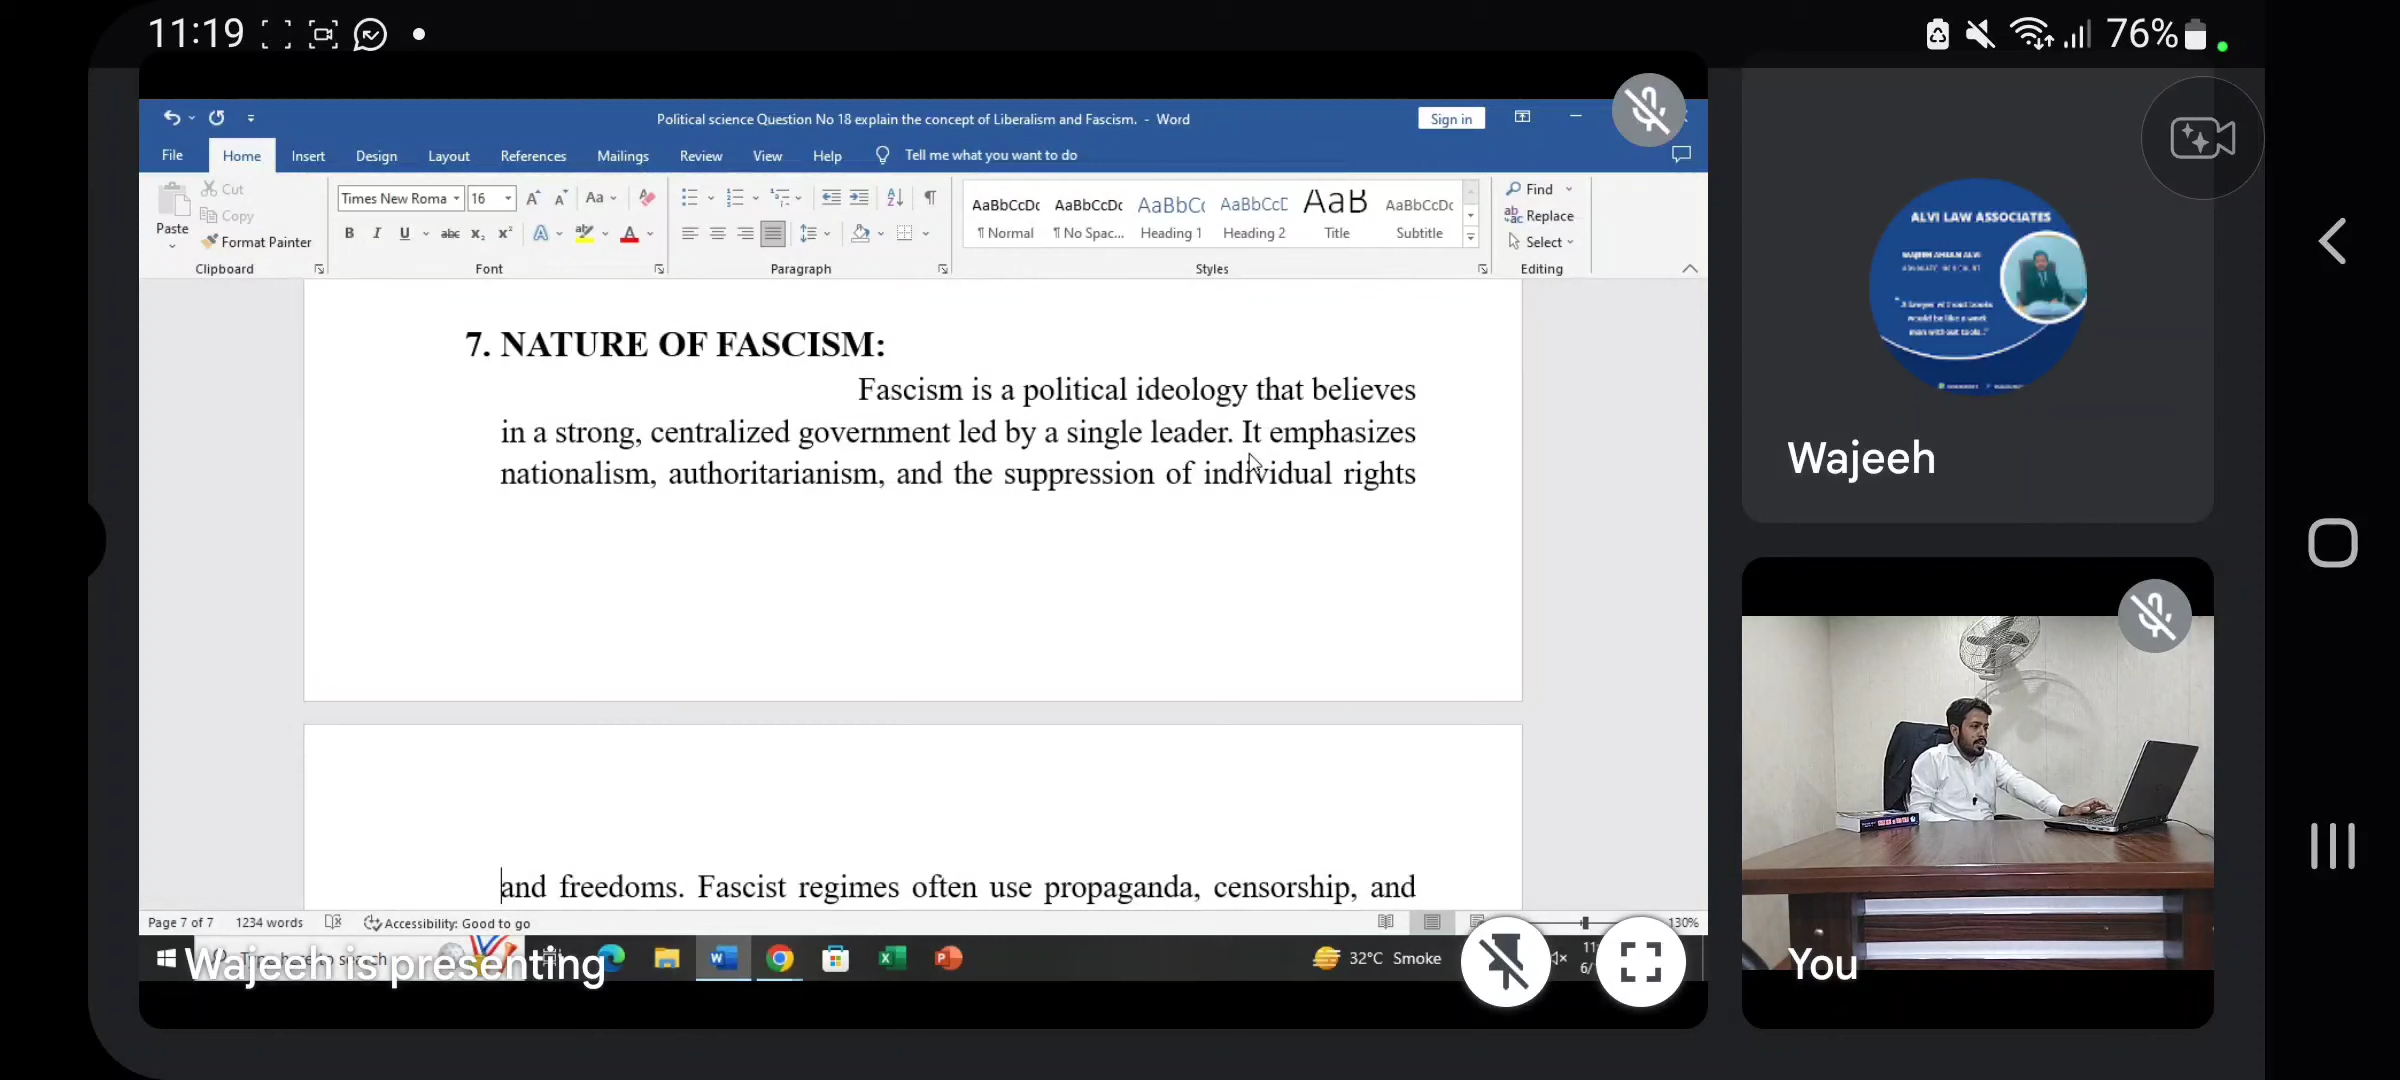 11:19
76%
Political science Question No 18 explain the concept of Liberalism and Fascism. - Word
Sign in
File Home Insert Design Layout References Mailings Review View Help Tell me what you want to do
Cut
Copy
Paste
Format Painter
Clipboard
Times New Roma 16
Aa
B I U abc x₂ x² A A
Font
Paragraph
AaBbCcDc AaBbCcDc AaBbC AaBbCcE AaB AaBbCcDc
¶ Normal ¶ No Spac... Heading 1 Heading 2 Title Subtitle
Styles
Find
Replace
Select
Editing
7. NATURE OF FASCISM:
Fascism is a political ideology that believes
in a strong, centralized government led by a single leader. It emphasizes
nationalism, authoritarianism, and the suppression of individual rights
and freedoms. Fascist regimes often use propaganda, censorship, and
Page 7 of 7 1234 words Accessibility: Good to go
130%
Wajeeh is presenting
32°C Smoke
ALVI LAW ASSOCIATES
Wajeeh
You